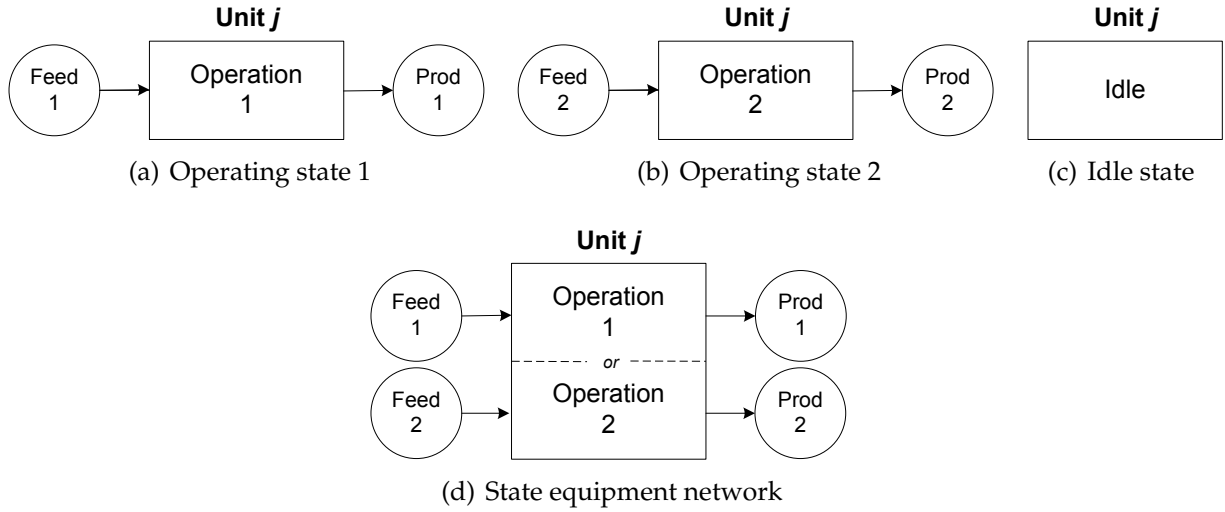 Unit j
Feed
1
Operation
1
Prod
1
(a) Operating state 1
Unit j
Feed
2
Operation
2
Prod
2
(b) Operating state 2
Unit j
Idle
(c) Idle state
Unit j
Feed
1
Operation
1
Prod
1
or
Feed
2
Operation
2
Prod
2
(d) State equipment network